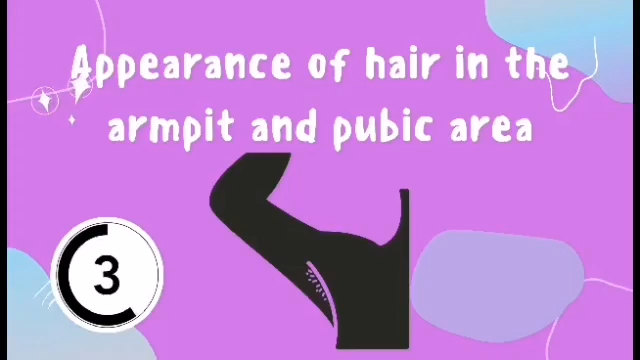 Appearance of hair in the
armpit and pubic area
3